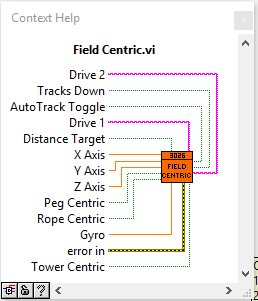 Context Help
Field Centric.vi
Drive 2
Tracks Down
AutoTrack Toggle
Drive 1
Distance Target
X Axis
Y Axis
Z Axis
Peg Centric
Rope Centric
Gyro
error in
Tower Centric
3026
FIELD
CENTRIC
?